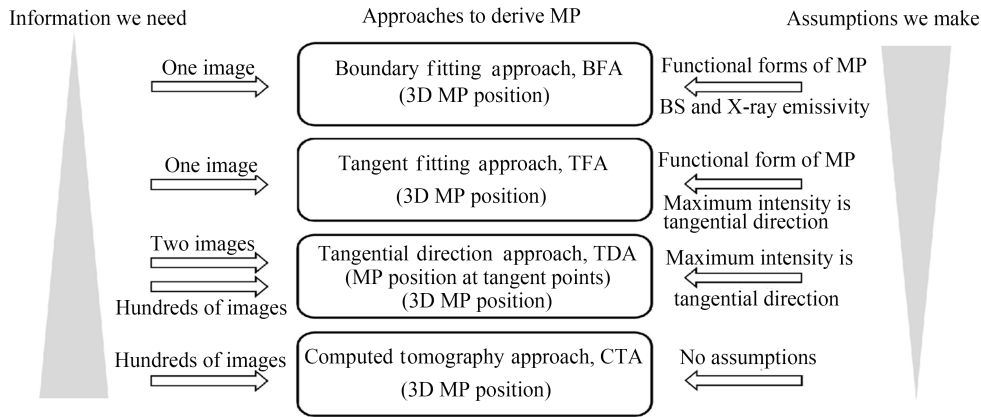 Information we need
Approaches to derive MP
Assumptions we make
One image
Boundary fitting approach, BFA
(3D MP position)
Functional forms of MP
BS and X-ray emissivity
One image
Tangent fitting approach, TFA
(3D MP position)
Functional form of MP
Maximum intensity is
tangential direction
Two images
Hundreds of images
Tangential direction approach, TDA
(MP position at tangent points)
(3D MP position)
Maximum intensity is
tangential direction
Hundreds of images
Computed tomography approach, CTA
(3D MP position)
No assumptions